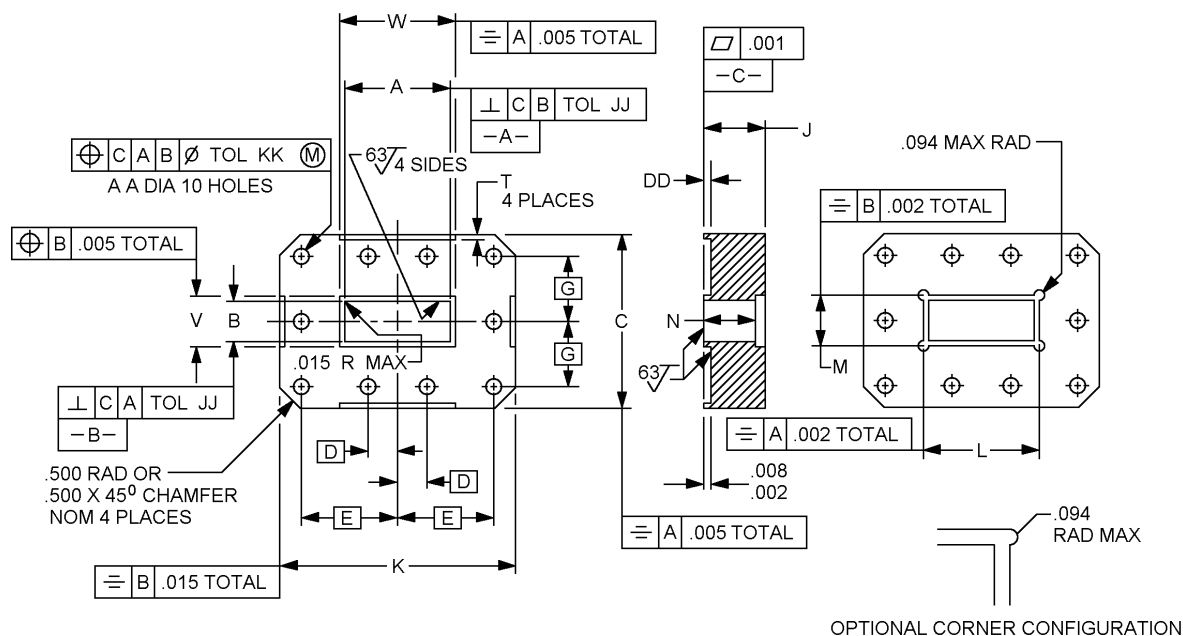 W
⌯ A .005 TOTAL
⏥ .001
–C–
A
⊥ C B TOL JJ
–A–
J
⌖ C A B Ø TOL KK Ⓜ
A A DIA 10 HOLES
63 4 SIDES
.094 MAX RAD
T
4 PLACES
DD
⌯ B .002 TOTAL
⌖ B .005 TOTAL
G
V
B
C
N
G
M
.015 R MAX
63
⊥ C A TOL JJ
–B–
⌯ A .002 TOTAL
D
L
.500 RAD OR
.500 X 45⁰ CHAMFER
NOM 4 PLACES
D
.008
.002
E
E
⌯ A .005 TOTAL
.094
RAD MAX
K
⌯ B .015 TOTAL
OPTIONAL CORNER CONFIGURATION